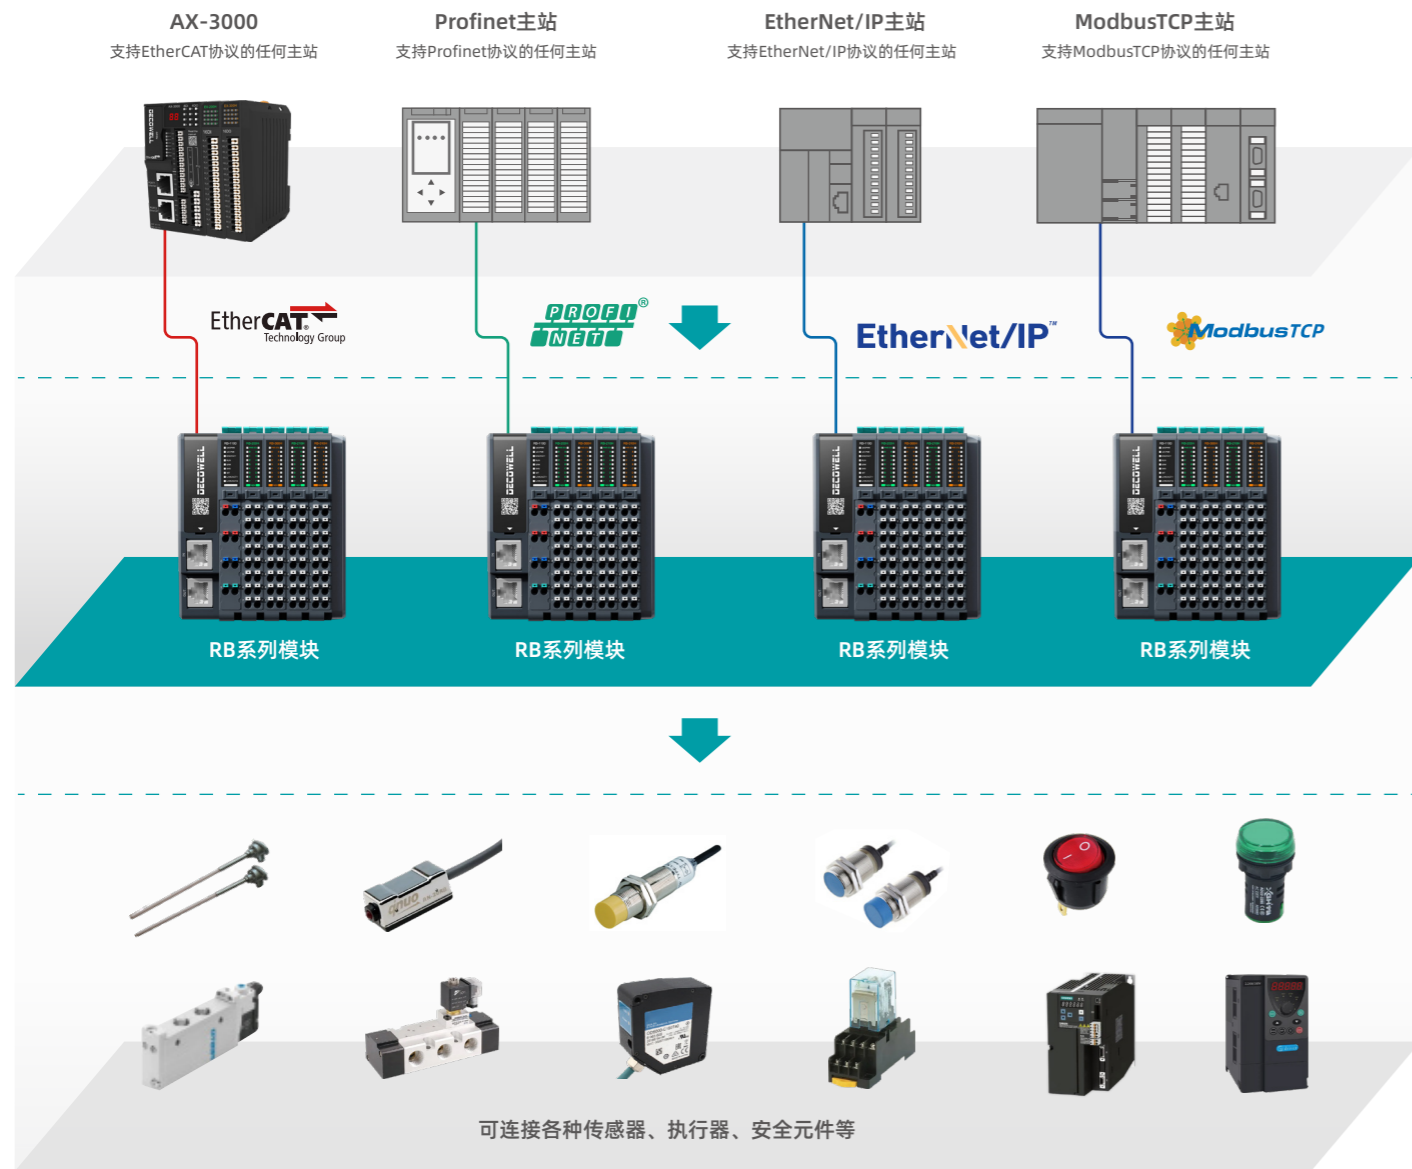 AX-3000
支持EtherCAT协议的任何主站
Profinet主站
支持Profinet协议的任何主站
EtherNet/IP主站
支持EtherNet/IP协议的任何主站
ModbusTCP主站
支持ModbusTCP协议的任何主站
DECOWELL
EtherCAT®
Technology Group
PROFI®
NET
EtherNet/IP™
ModbusTCP
DECOWELL
DECOWELL
DECOWELL
DECOWELL
RB系列模块
RB系列模块
RB系列模块
RB系列模块
可连接各种传感器、执行器、安全元件等